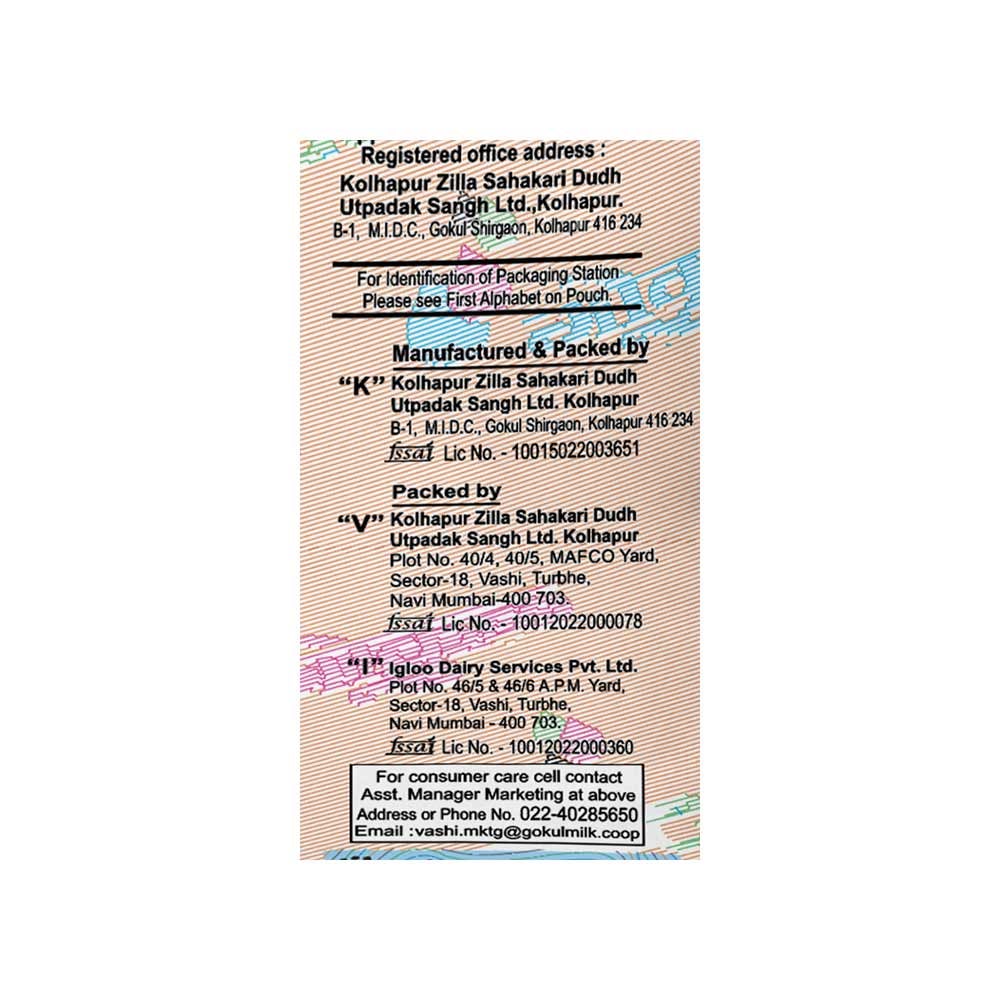 Registered office address :
Kolhapur Zilla Sahakari Dudh
Utpadak Sangh Ltd.,Kolhapur.
B-1, M.I.D.C., Gokul Shirgaon, Kolhapur 416 234
For Identification of Packaging Station
Please see First Alphabet on Pouch.
Manufactured & Packed by
“K” Kolhapur Zilla Sahakari Dudh
Utpadak Sangh Ltd. Kolhapur
B-1, M.I.D.C., Gokul Shirgaon, Kolhapur 416 234
fssai Lic No. - 10015022003651
Packed by
“V” Kolhapur Zilla Sahakari Dudh
Utpadak Sangh Ltd. Kolhapur
Plot No. 40/4, 40/5, MAFCO Yard,
Sector-18, Vashi, Turbhe,
Navi Mumbai-400 703.
fssai Lic No. - 10012022000078
“I” Igloo Dairy Services Pvt. Ltd.
Plot No. 46/5 & 46/6 A.P.M. Yard,
Sector-18, Vashi, Turbhe,
Navi Mumbai - 400 703.
fssai Lic No. - 10012022000360
For consumer care cell contact
Asst. Manager Marketing at above
Address or Phone No. 022-40285650
Email :vashi.mktg@gokulmilk.coop